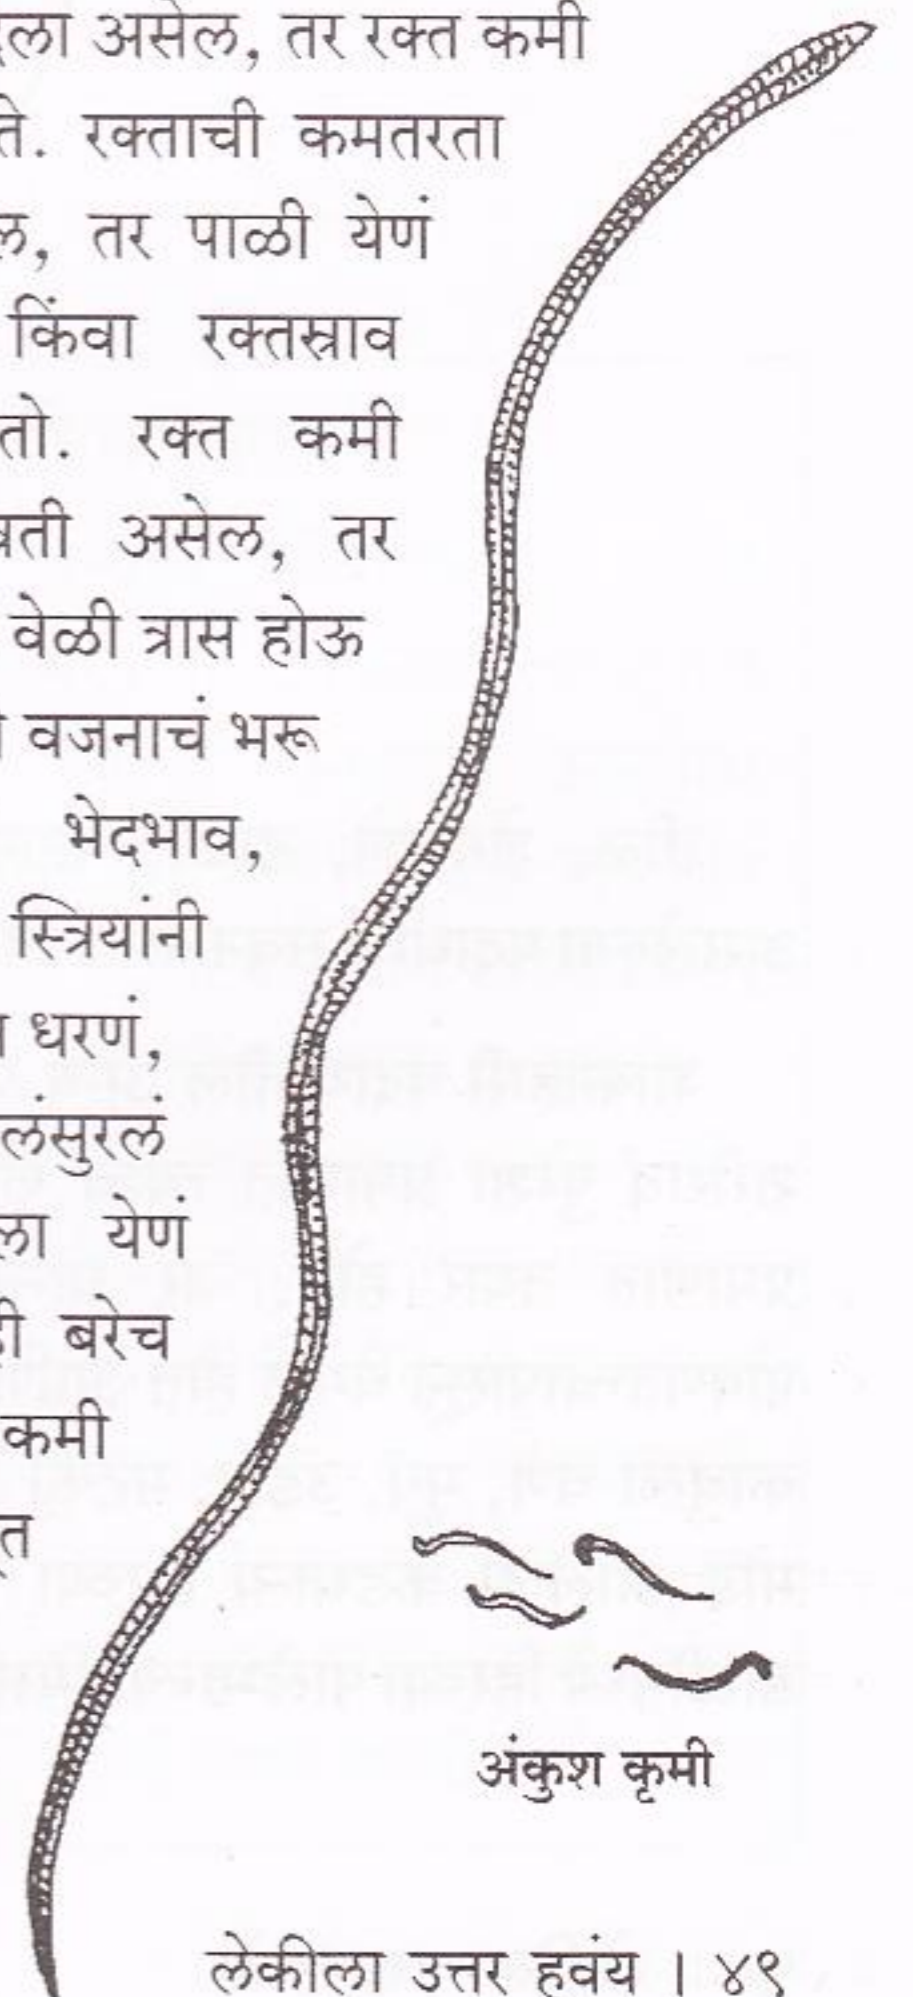 असेल, तर रक्त कमी
रक्ताची कमतरता
तर पाळी येणं
किंवा रक्तस्राव
रक्त कमी
असेल, तर
वेळी त्रास होऊ
वजनाचं भरू
भेदभाव,
स्त्रियांनी
धरणं,
येणं
बरेच
कमी
अंकुश कृमी
लेकीला उत्तर हवंय । ४९